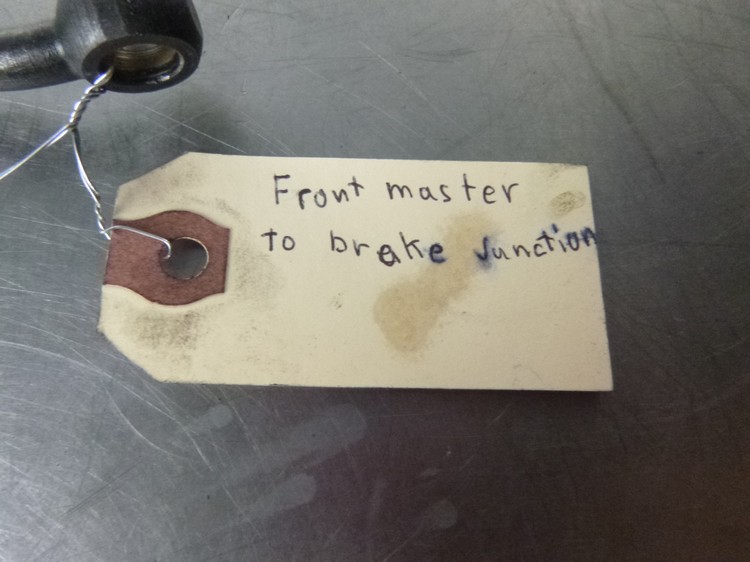 Front master
to brake Junction